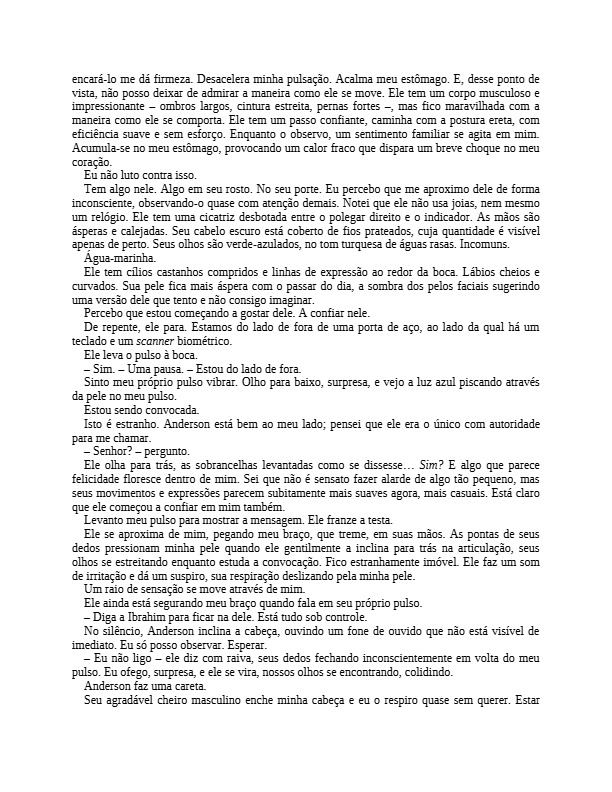 encará-lo me dá firmeza. Desacelera minha pulsação. Acalma meu estômago. E, desse ponto de
vista, não posso deixar de admirar a maneira como ele se move. Ele tem um corpo musculoso e
impressionante – ombros largos, cintura estreita, pernas fortes –, mas fico maravilhada com a
maneira como ele se comporta. Ele tem um passo confiante, caminha com a postura ereta, com
eficiência suave e sem esforço. Enquanto o observo, um sentimento familiar se agita em mim.
Acumula-se no meu estômago, provocando um calor fraco que dispara um breve choque no meu
coração.
Eu não luto contra isso.
Tem algo nele. Algo em seu rosto. No seu porte. Eu percebo que me aproximo dele de forma
inconsciente, observando-o quase com atenção demais. Notei que ele não usa joias, nem mesmo
um relógio. Ele tem uma cicatriz desbotada entre o polegar direito e o indicador. As mãos são
ásperas e calejadas. Seu cabelo escuro está coberto de fios prateados, cuja quantidade é visível
apenas de perto. Seus olhos são verde-azulados, no tom turquesa de águas rasas. Incomuns.
Água-marinha.
Ele tem cílios castanhos compridos e linhas de expressão ao redor da boca. Lábios cheios e
curvados. Sua pele fica mais áspera com o passar do dia, a sombra dos pelos faciais sugerindo
uma versão dele que tento e não consigo imaginar.
Percebo que estou começando a gostar dele. A confiar nele.
De repente, ele para. Estamos do lado de fora de uma porta de aço, ao lado da qual há um
teclado e um scanner biométrico.
Ele leva o pulso à boca.
– Sim. – Uma pausa. – Estou do lado de fora.
Sinto meu próprio pulso vibrar. Olho para baixo, surpresa, e vejo a luz azul piscando através
da pele no meu pulso.
Estou sendo convocada.
Isto é estranho. Anderson está bem ao meu lado; pensei que ele era o único com autoridade
para me chamar.
– Senhor? – pergunto.
Ele olha para trás, as sobrancelhas levantadas como se dissesse… Sim? E algo que parece
felicidade floresce dentro de mim. Sei que não é sensato fazer alarde de algo tão pequeno, mas
seus movimentos e expressões parecem subitamente mais suaves agora, mais casuais. Está claro
que ele começou a confiar em mim também.
Levanto meu pulso para mostrar a mensagem. Ele franze a testa.
Ele se aproxima de mim, pegando meu braço, que treme, em suas mãos. As pontas de seus
dedos pressionam minha pele quando ele gentilmente a inclina para trás na articulação, seus
olhos se estreitando enquanto estuda a convocação. Fico estranhamente imóvel. Ele faz um som
de irritação e dá um suspiro, sua respiração deslizando pela minha pele.
Um raio de sensação se move através de mim.
Ele ainda está segurando meu braço quando fala em seu próprio pulso.
– Diga a Ibrahim para ficar na dele. Está tudo sob controle.
No silêncio, Anderson inclina a cabeça, ouvindo um fone de ouvido que não está visível de
imediato. Eu só posso observar. Esperar.
– Eu não ligo – ele diz com raiva, seus dedos fechando inconscientemente em volta do meu
pulso. Eu ofego, surpresa, e ele se vira, nossos olhos se encontrando, colidindo.
Anderson faz uma careta.
Seu agradável cheiro masculino enche minha cabeça e eu o respiro quase sem querer. Estar